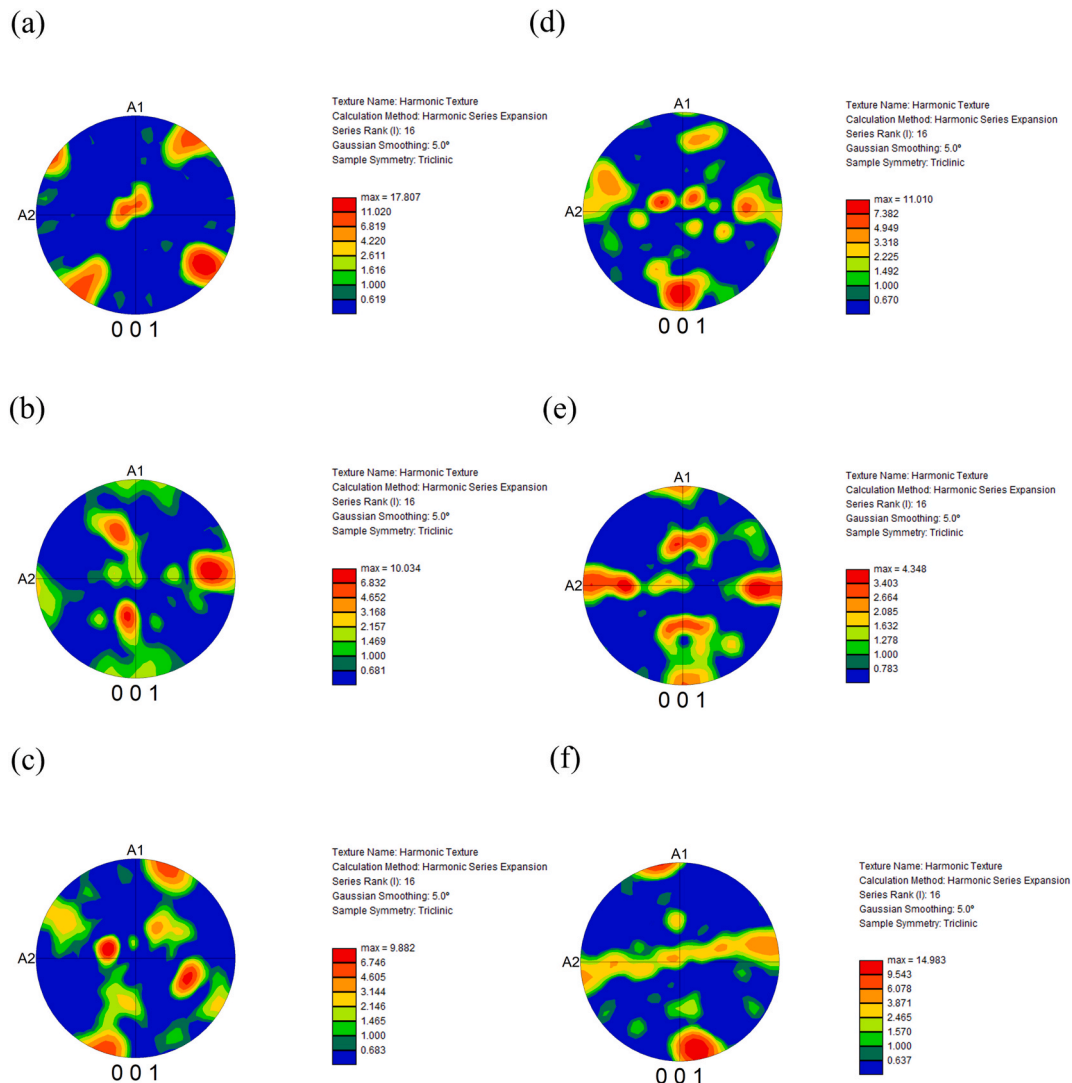 (a)
A1
A2
0 0 1
Texture Name: Harmonic Texture
Calculation Method: Harmonic Series Expansion
Series Rank (l): 16
Gaussian Smoothing: 5.0°
Sample Symmetry: Triclinic
max = 17.807
11.020
6.819
4.220
2.611
1.616
1.000
0.619
(d)
A1
A2
0 0 1
Texture Name: Harmonic Texture
Calculation Method: Harmonic Series Expansion
Series Rank (l): 16
Gaussian Smoothing: 5.0°
Sample Symmetry: Triclinic
max = 11.010
7.382
4.949
3.318
2.225
1.492
1.000
0.670
(b)
A1
A2
0 0 1
Texture Name: Harmonic Texture
Calculation Method: Harmonic Series Expansion
Series Rank (l): 16
Gaussian Smoothing: 5.0°
Sample Symmetry: Triclinic
max = 10.034
6.832
4.652
3.168
2.157
1.469
1.000
0.681
(e)
A1
A2
0 0 1
Texture Name: Harmonic Texture
Calculation Method: Harmonic Series Expansion
Series Rank (l): 16
Gaussian Smoothing: 5.0°
Sample Symmetry: Triclinic
max = 4.348
3.403
2.664
2.085
1.632
1.278
1.000
0.783
(c)
A1
A2
0 0 1
Texture Name: Harmonic Texture
Calculation Method: Harmonic Series Expansion
Series Rank (l): 16
Gaussian Smoothing: 5.0°
Sample Symmetry: Triclinic
max = 9.882
6.746
4.605
3.144
2.146
1.465
1.000
0.683
(f)
A1
A2
0 0 1
Texture Name: Harmonic Texture
Calculation Method: Harmonic Series Expansion
Series Rank (l): 16
Gaussian Smoothing: 5.0°
Sample Symmetry: Triclinic
max = 14.983
9.543
6.078
3.871
2.465
1.570
1.000
0.637